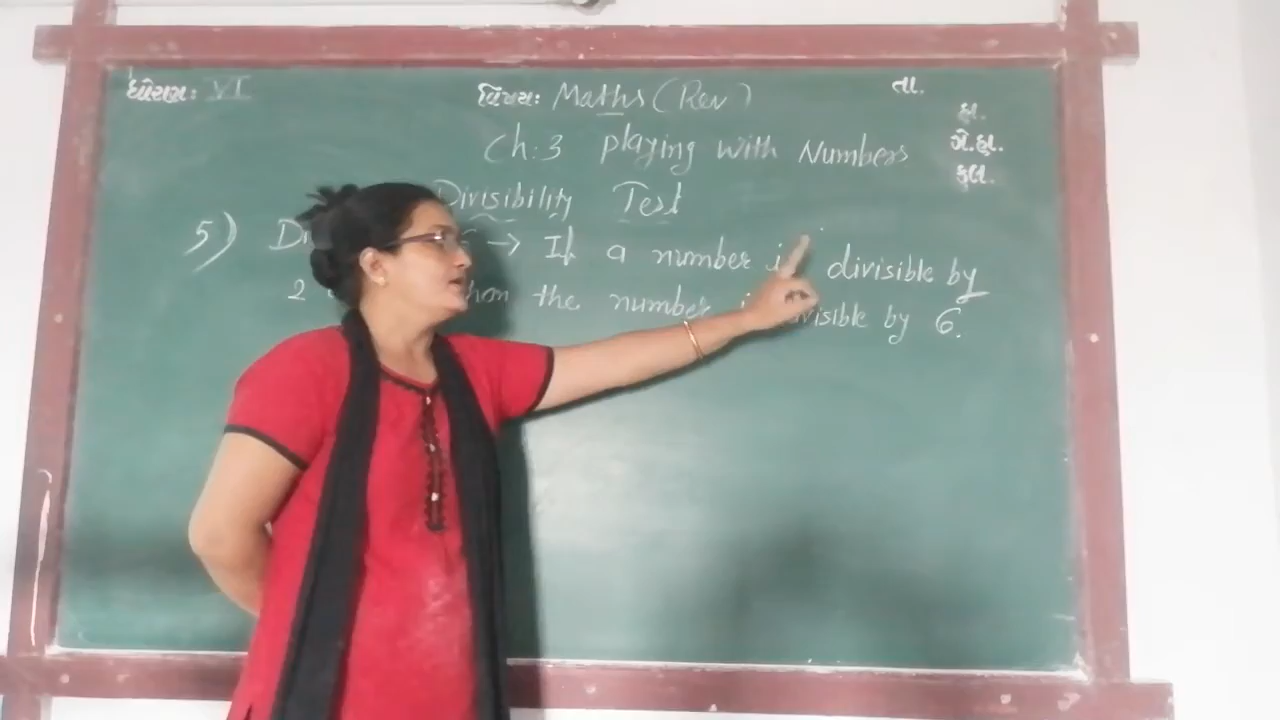 ધોરણ: VI વિષય: Maths (Rev) તા.
હા.
Ch:3 Playing with Numbers ગે.હા.
કુલ.
Divisibility Test
5) → If a number divisible by
2 the number divisible by 6.